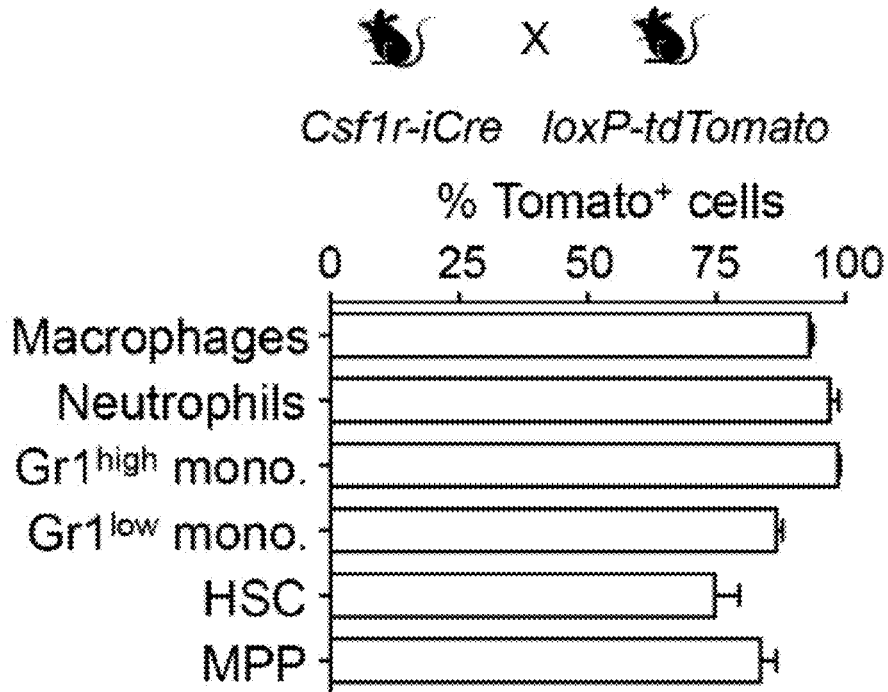 X
Csf1r-iCre loxP-tdTomato
% Tomato⁺ cells
0 25 50 75 100
Macrophages
Neutrophils
Gr1ʰⁱᵍʰ mono.
Gr1ˡᵒʷ mono.
HSC
MPP